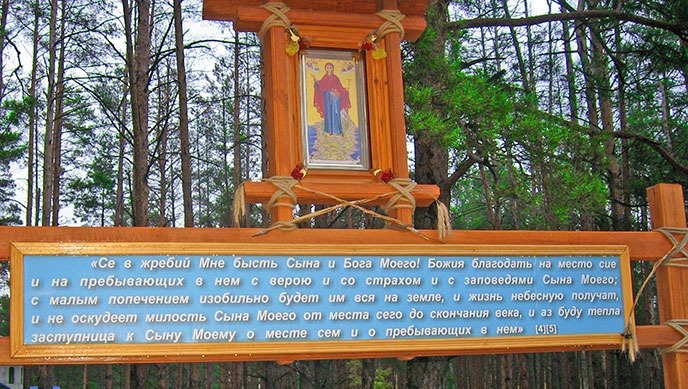 «Се в жребий Мне бысть Сына и Бога Моего! Божия благодать на место сие
и на пребывающих в нем с верою и со страхом и с заповедями Сына Моего;
с малым попечением изобильно будет им вся на земле, и жизнь небесную получат,
и не оскудеет милость Сына Моего от места сего до скончания века, и аз буду тепла
заступница к Сыну Моему о месте сем и о пребывающих в нем» [4][5]